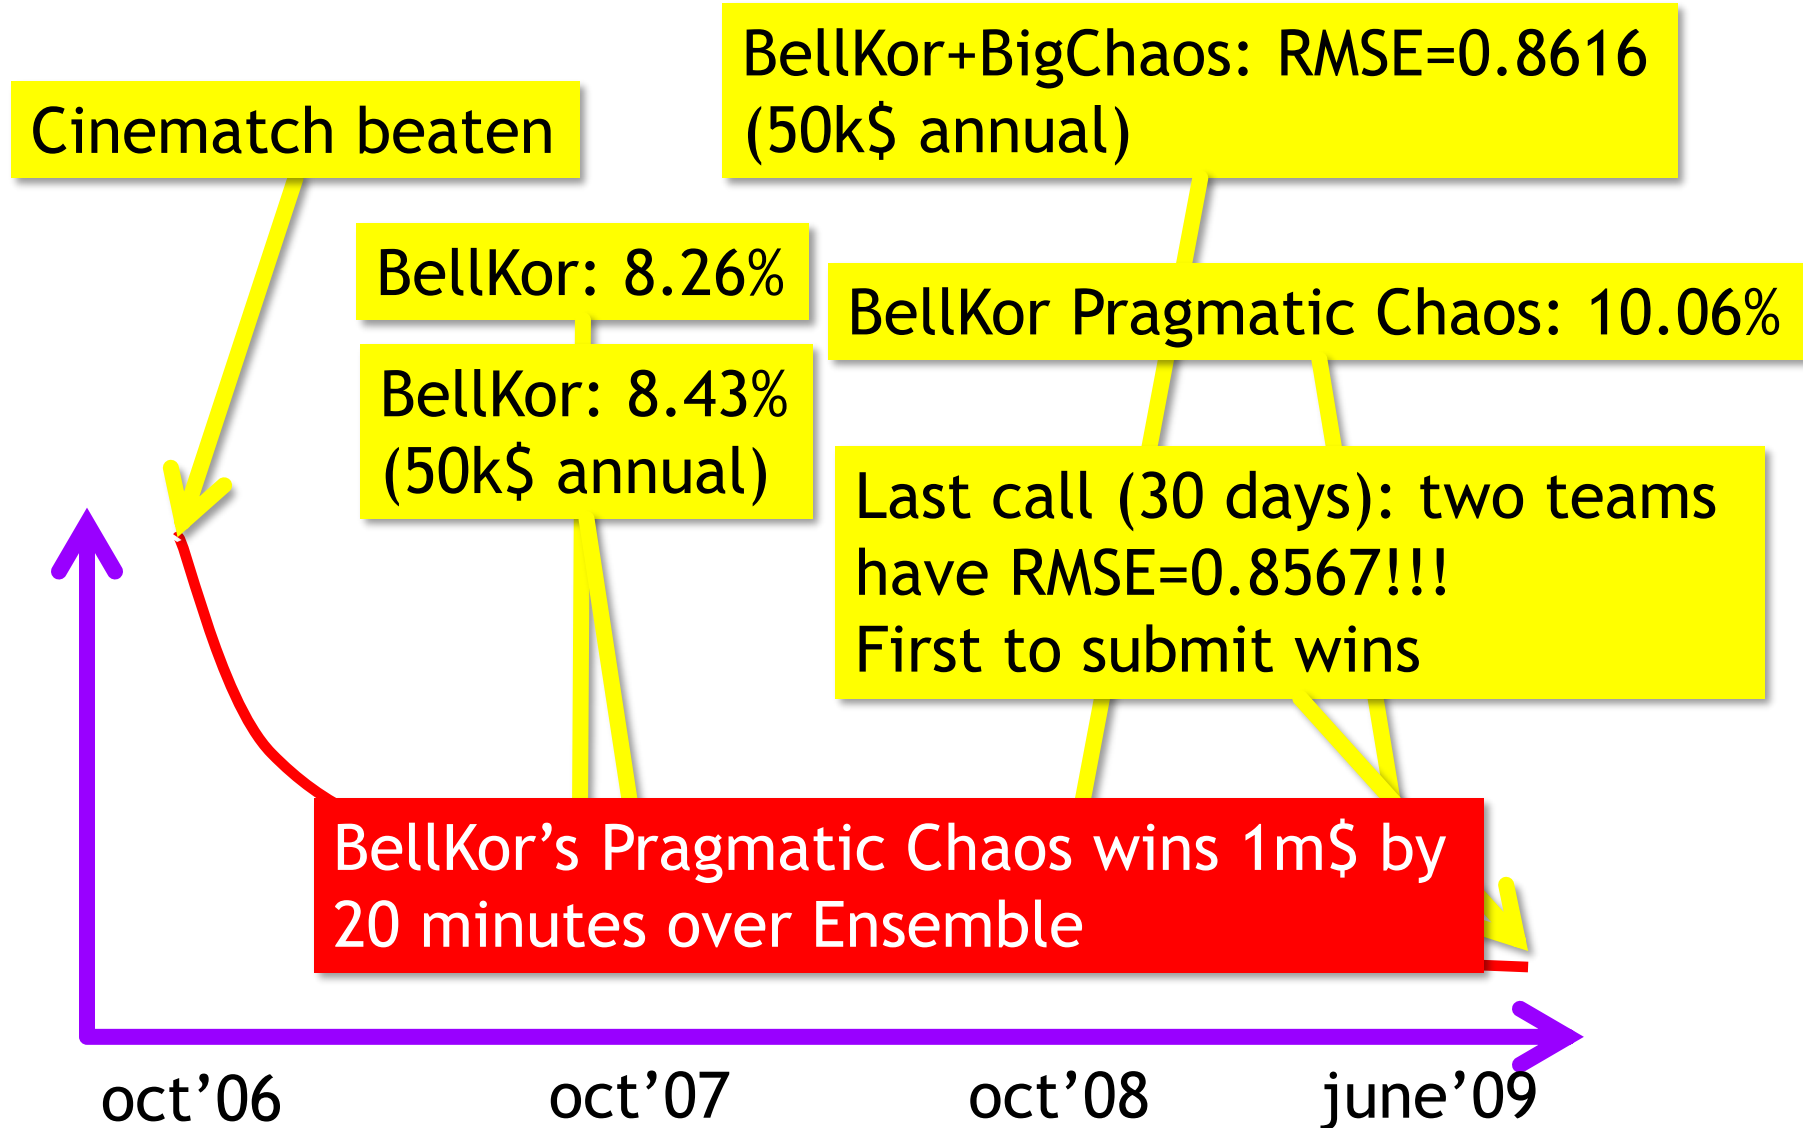 BellKor+BigChaos: RMSE=0.8616
(50k$ annual)
Cinematch beaten
BellKor: 8.26%
BellKor Pragmatic Chaos: 10.06%
BellKor: 8.43%
(50k$ annual)
Last call (30 days): two teams
have RMSE=0.8567!!!
First to submit wins
BellKor’s Pragmatic Chaos wins 1m$ by
20 minutes over Ensemble
oct’06
oct’07
oct’08
june’09